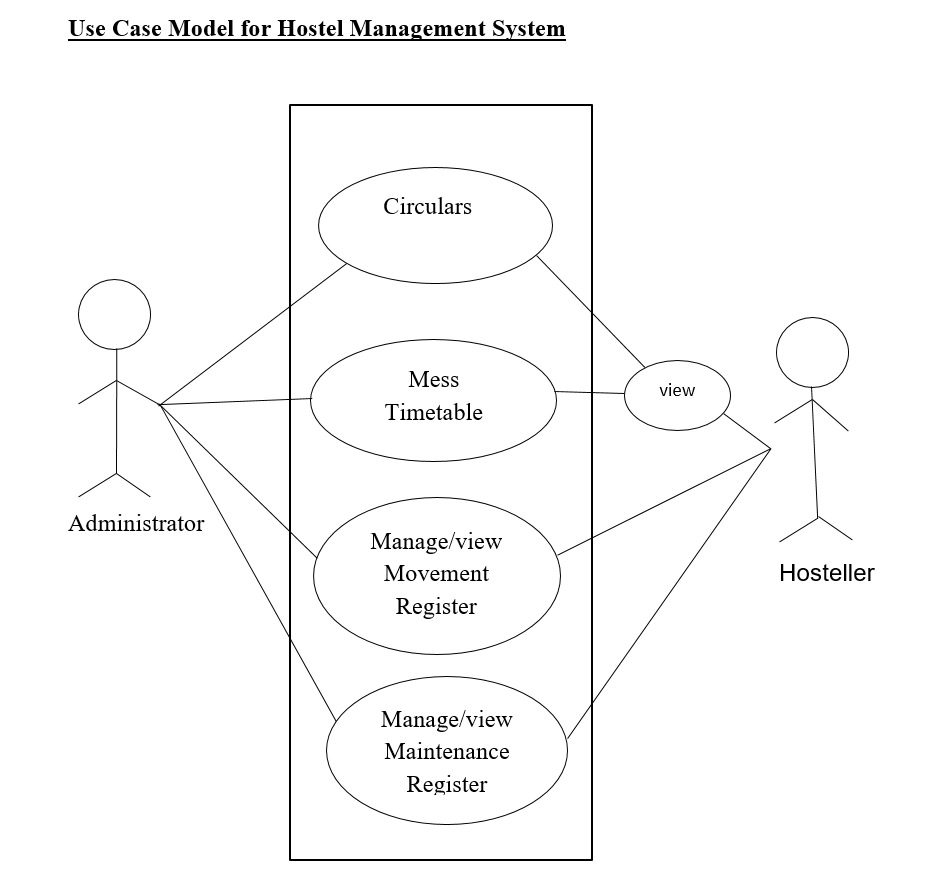 Use Case Model for Hostel Management System
Circulars
Mess
Timetable
view
Manage/view
Movement
Register
Administrator
Hosteller
Manage/view
Maintenance
Register